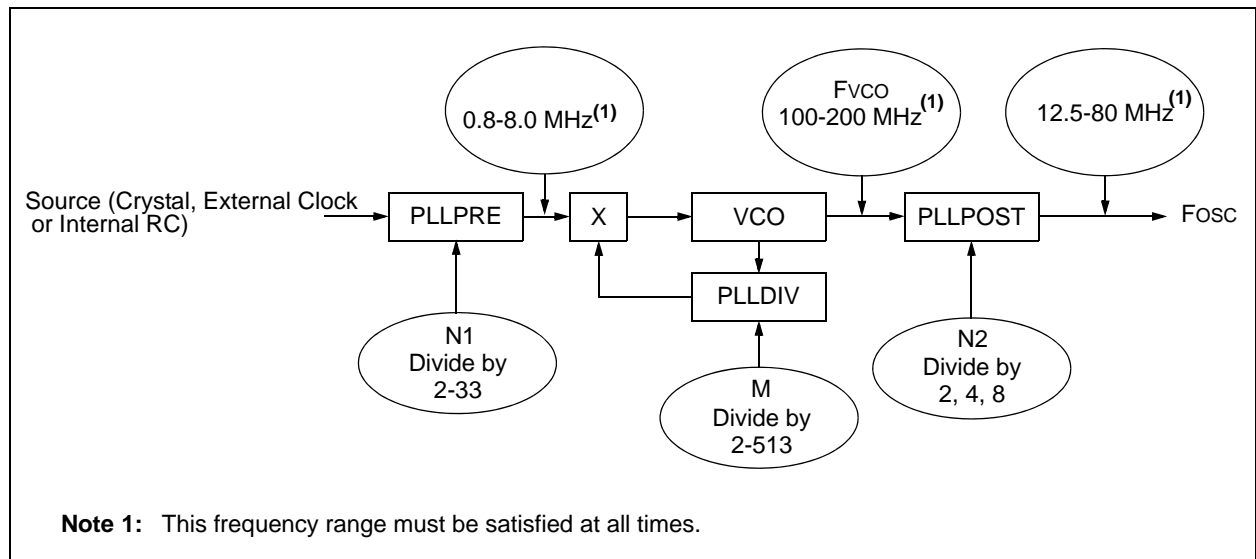 0.8-8.0 MHz(1)
FVCO
100-200 MHz(1)
12.5-80 MHz(1)
Source (Crystal, External Clock
or Internal RC)
PLLPRE
X
VCO
PLLPOST
FOSC
PLLDIV
N1
Divide by
2-33
M
Divide by
2-513
N2
Divide by
2, 4, 8
Note 1: This frequency range must be satisfied at all times.